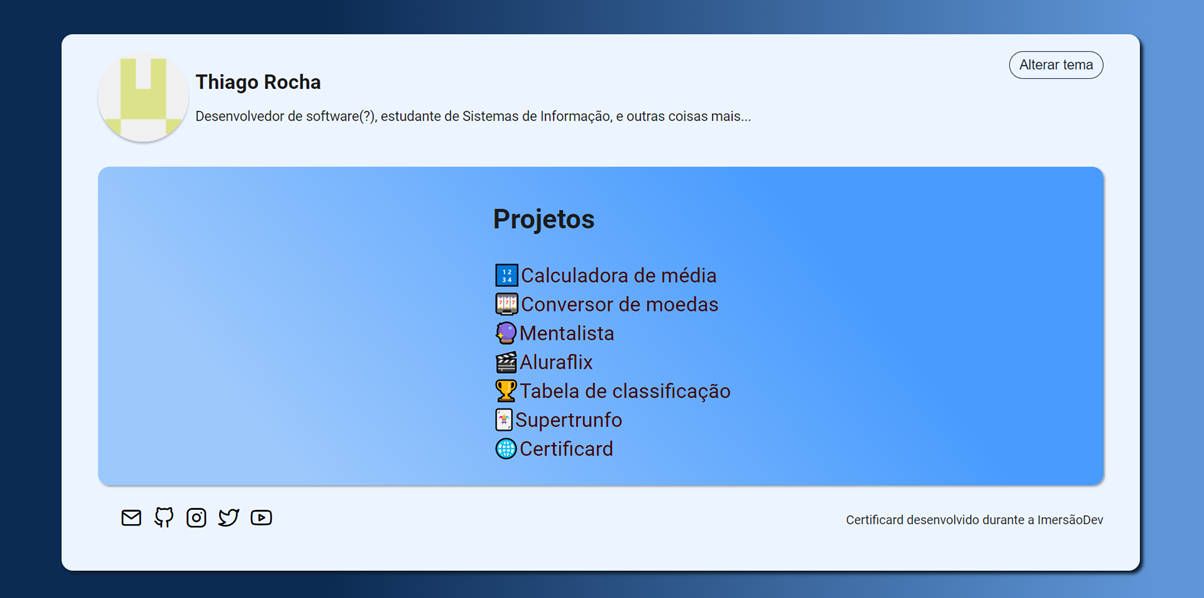 Alterar tema
Thiago Rocha
Desenvolvedor de software(?), estudante de Sistemas de Informação, e outras coisas mais...
Projetos
🔢Calculadora de média
🎰Conversor de moedas
🔮Mentalista
🎬Aluraflix
🏆Tabela de classificação
🃏Supertrunfo
🌐Certificard
Certificard desenvolvido durante a ImersãoDev